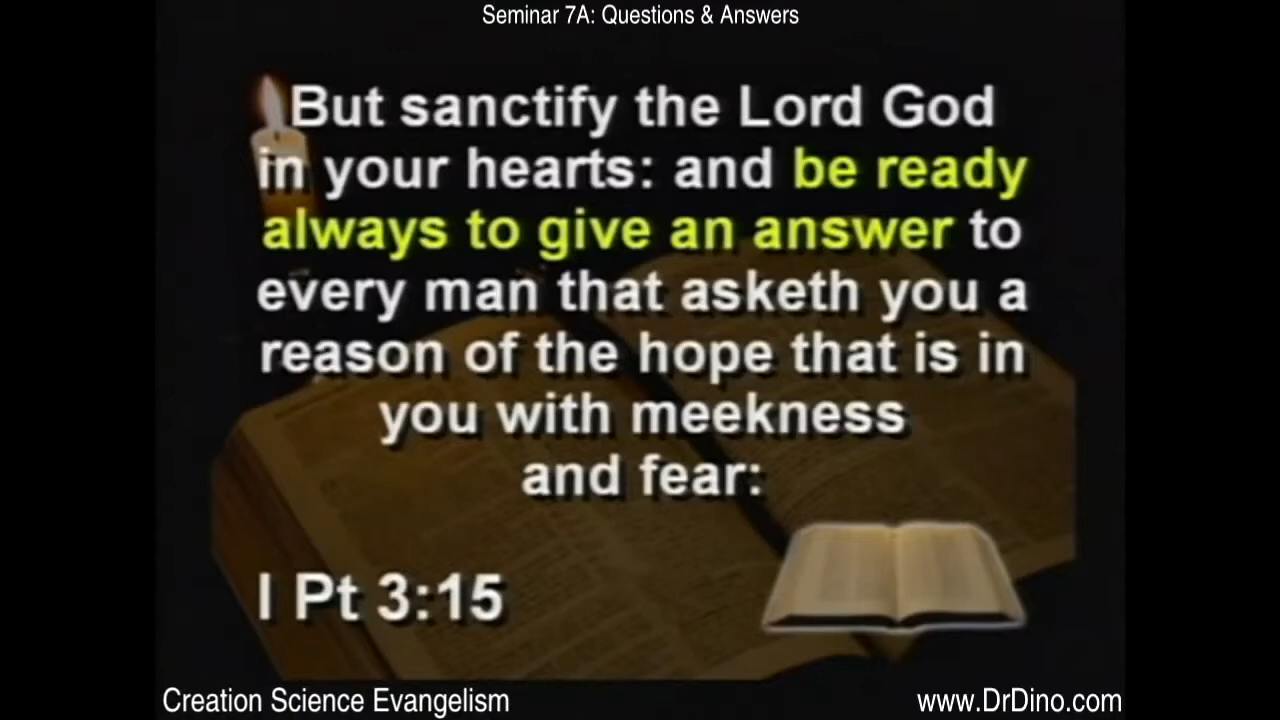 Seminar 7A: Questions & Answers
But sanctify the Lord God
in your hearts: and be ready
always to give an answer to
every man that asketh you a
reason of the hope that is in
you with meekness
and fear:
I Pt 3:15
Creation Science Evangelism
www.DrDino.com